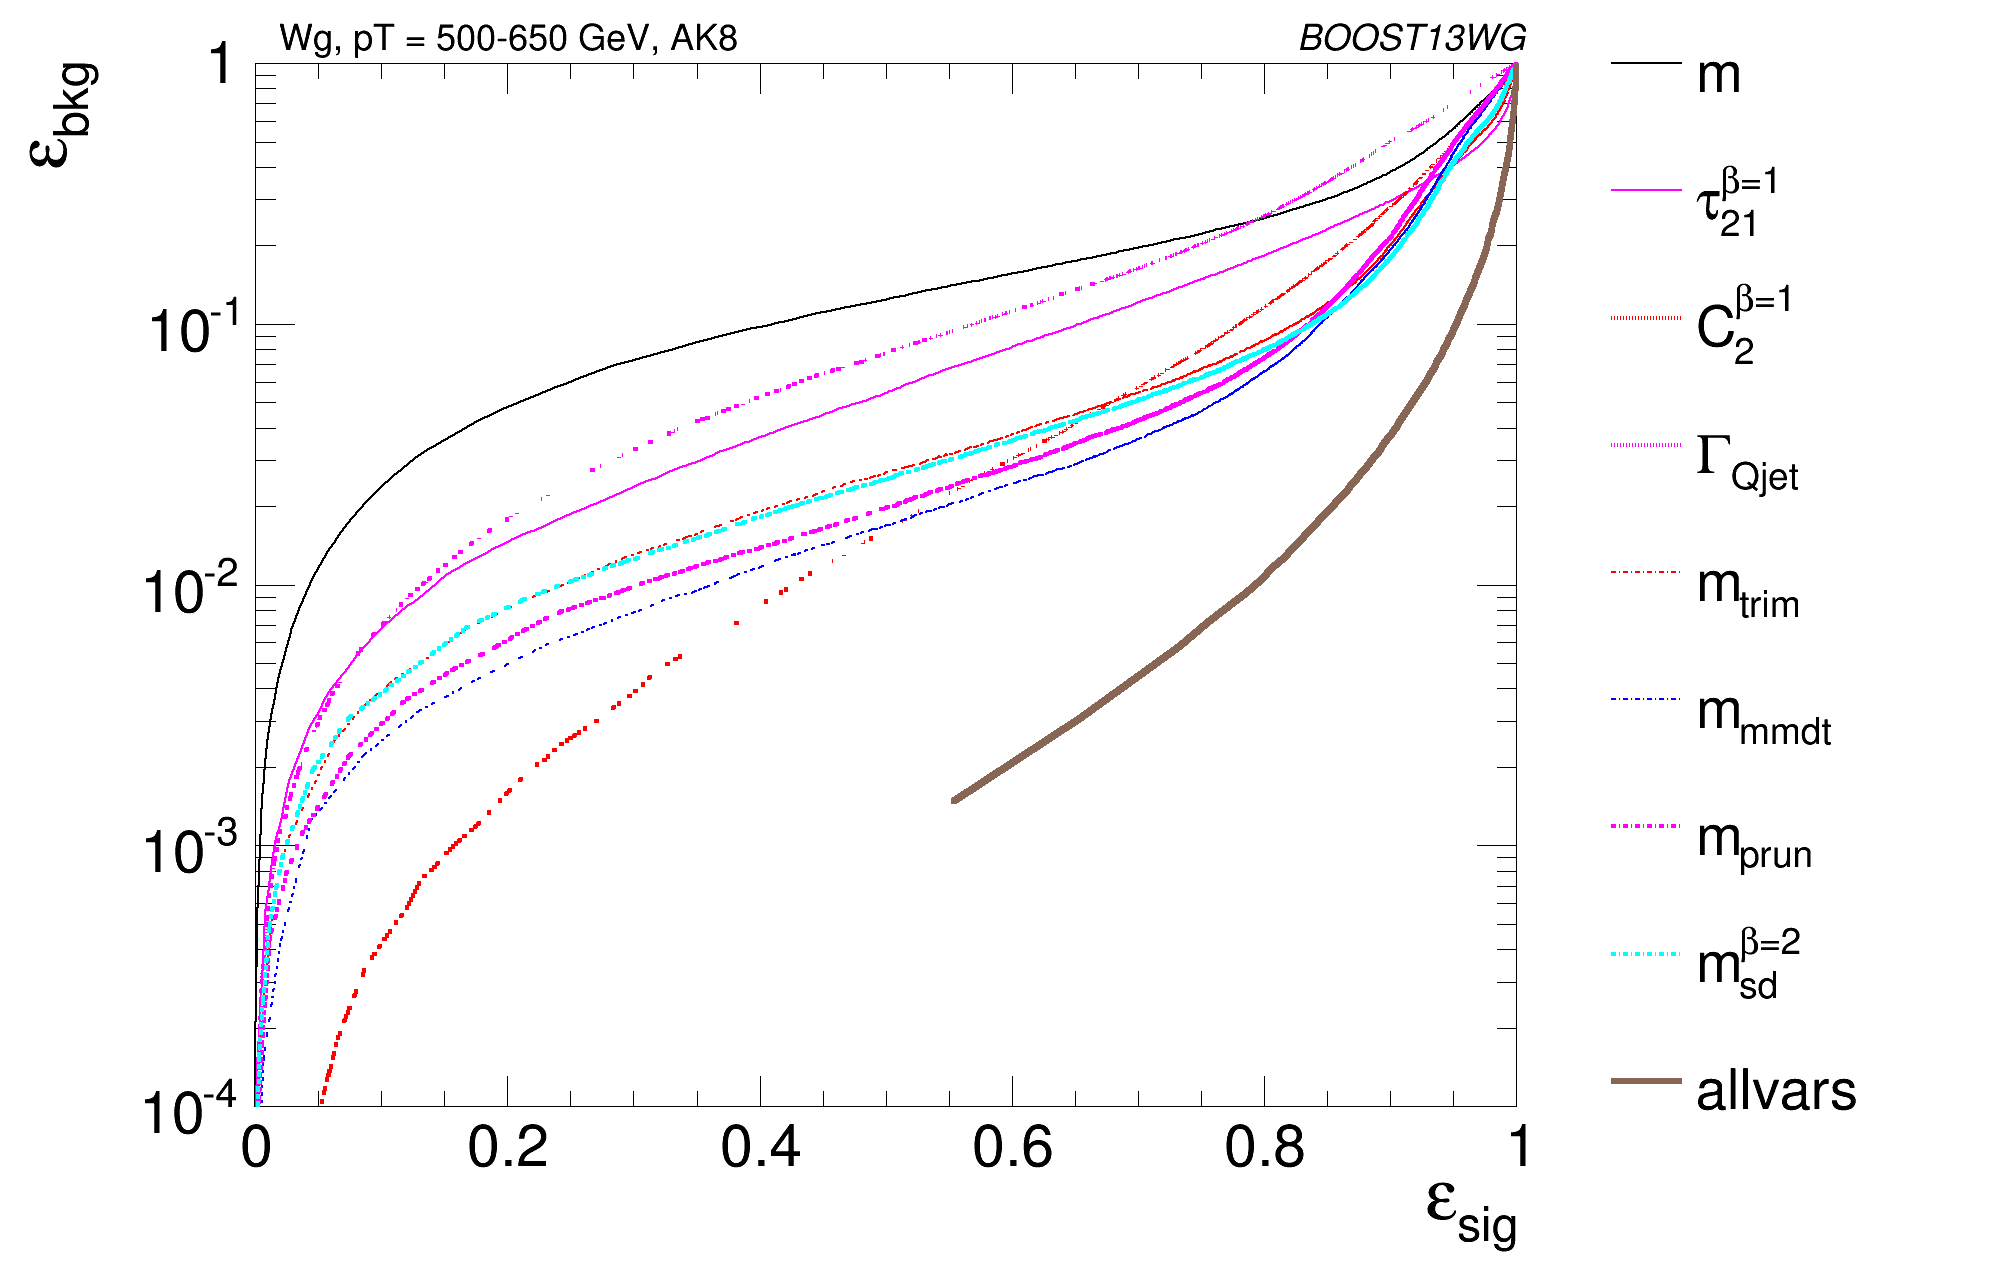 Wg, pT = 500-650 GeV, AK8
BOOST13WG
ε_bkg
1
10^-1
10^-2
10^-3
10^-4
0 0.2 0.4 0.6 0.8 1
ε_sig
m
τ_21^β=1
C_2^β=1
Γ_Qjet
m_trim
m_mmdt
m_prun
m_sd^β=2
allvars